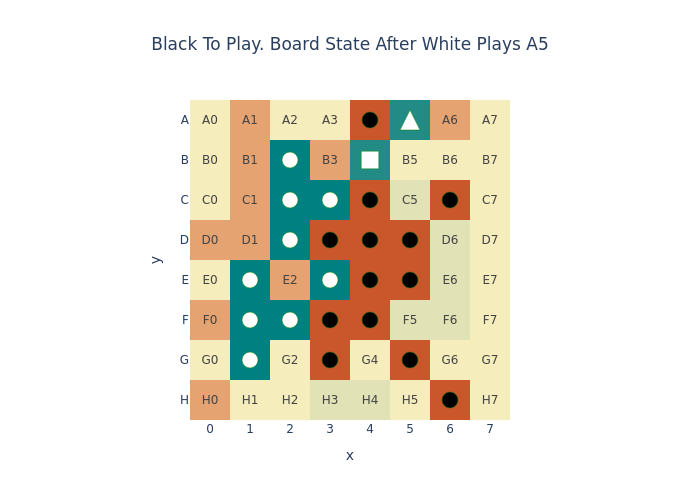 Black To Play. Board State After White Plays A5
A A0 A1 A2 A3 A6 A7
B B0 B1 B3 B5 B6 B7
C C0 C1 C5 C7
D D0 D1 D6 D7
E E0 E2 E6 E7
F F0 F5 F6 F7
G G0 G2 G4 G6 G7
H H0 H1 H2 H3 H4 H5 H7
0 1 2 3 4 5 6 7
x
y